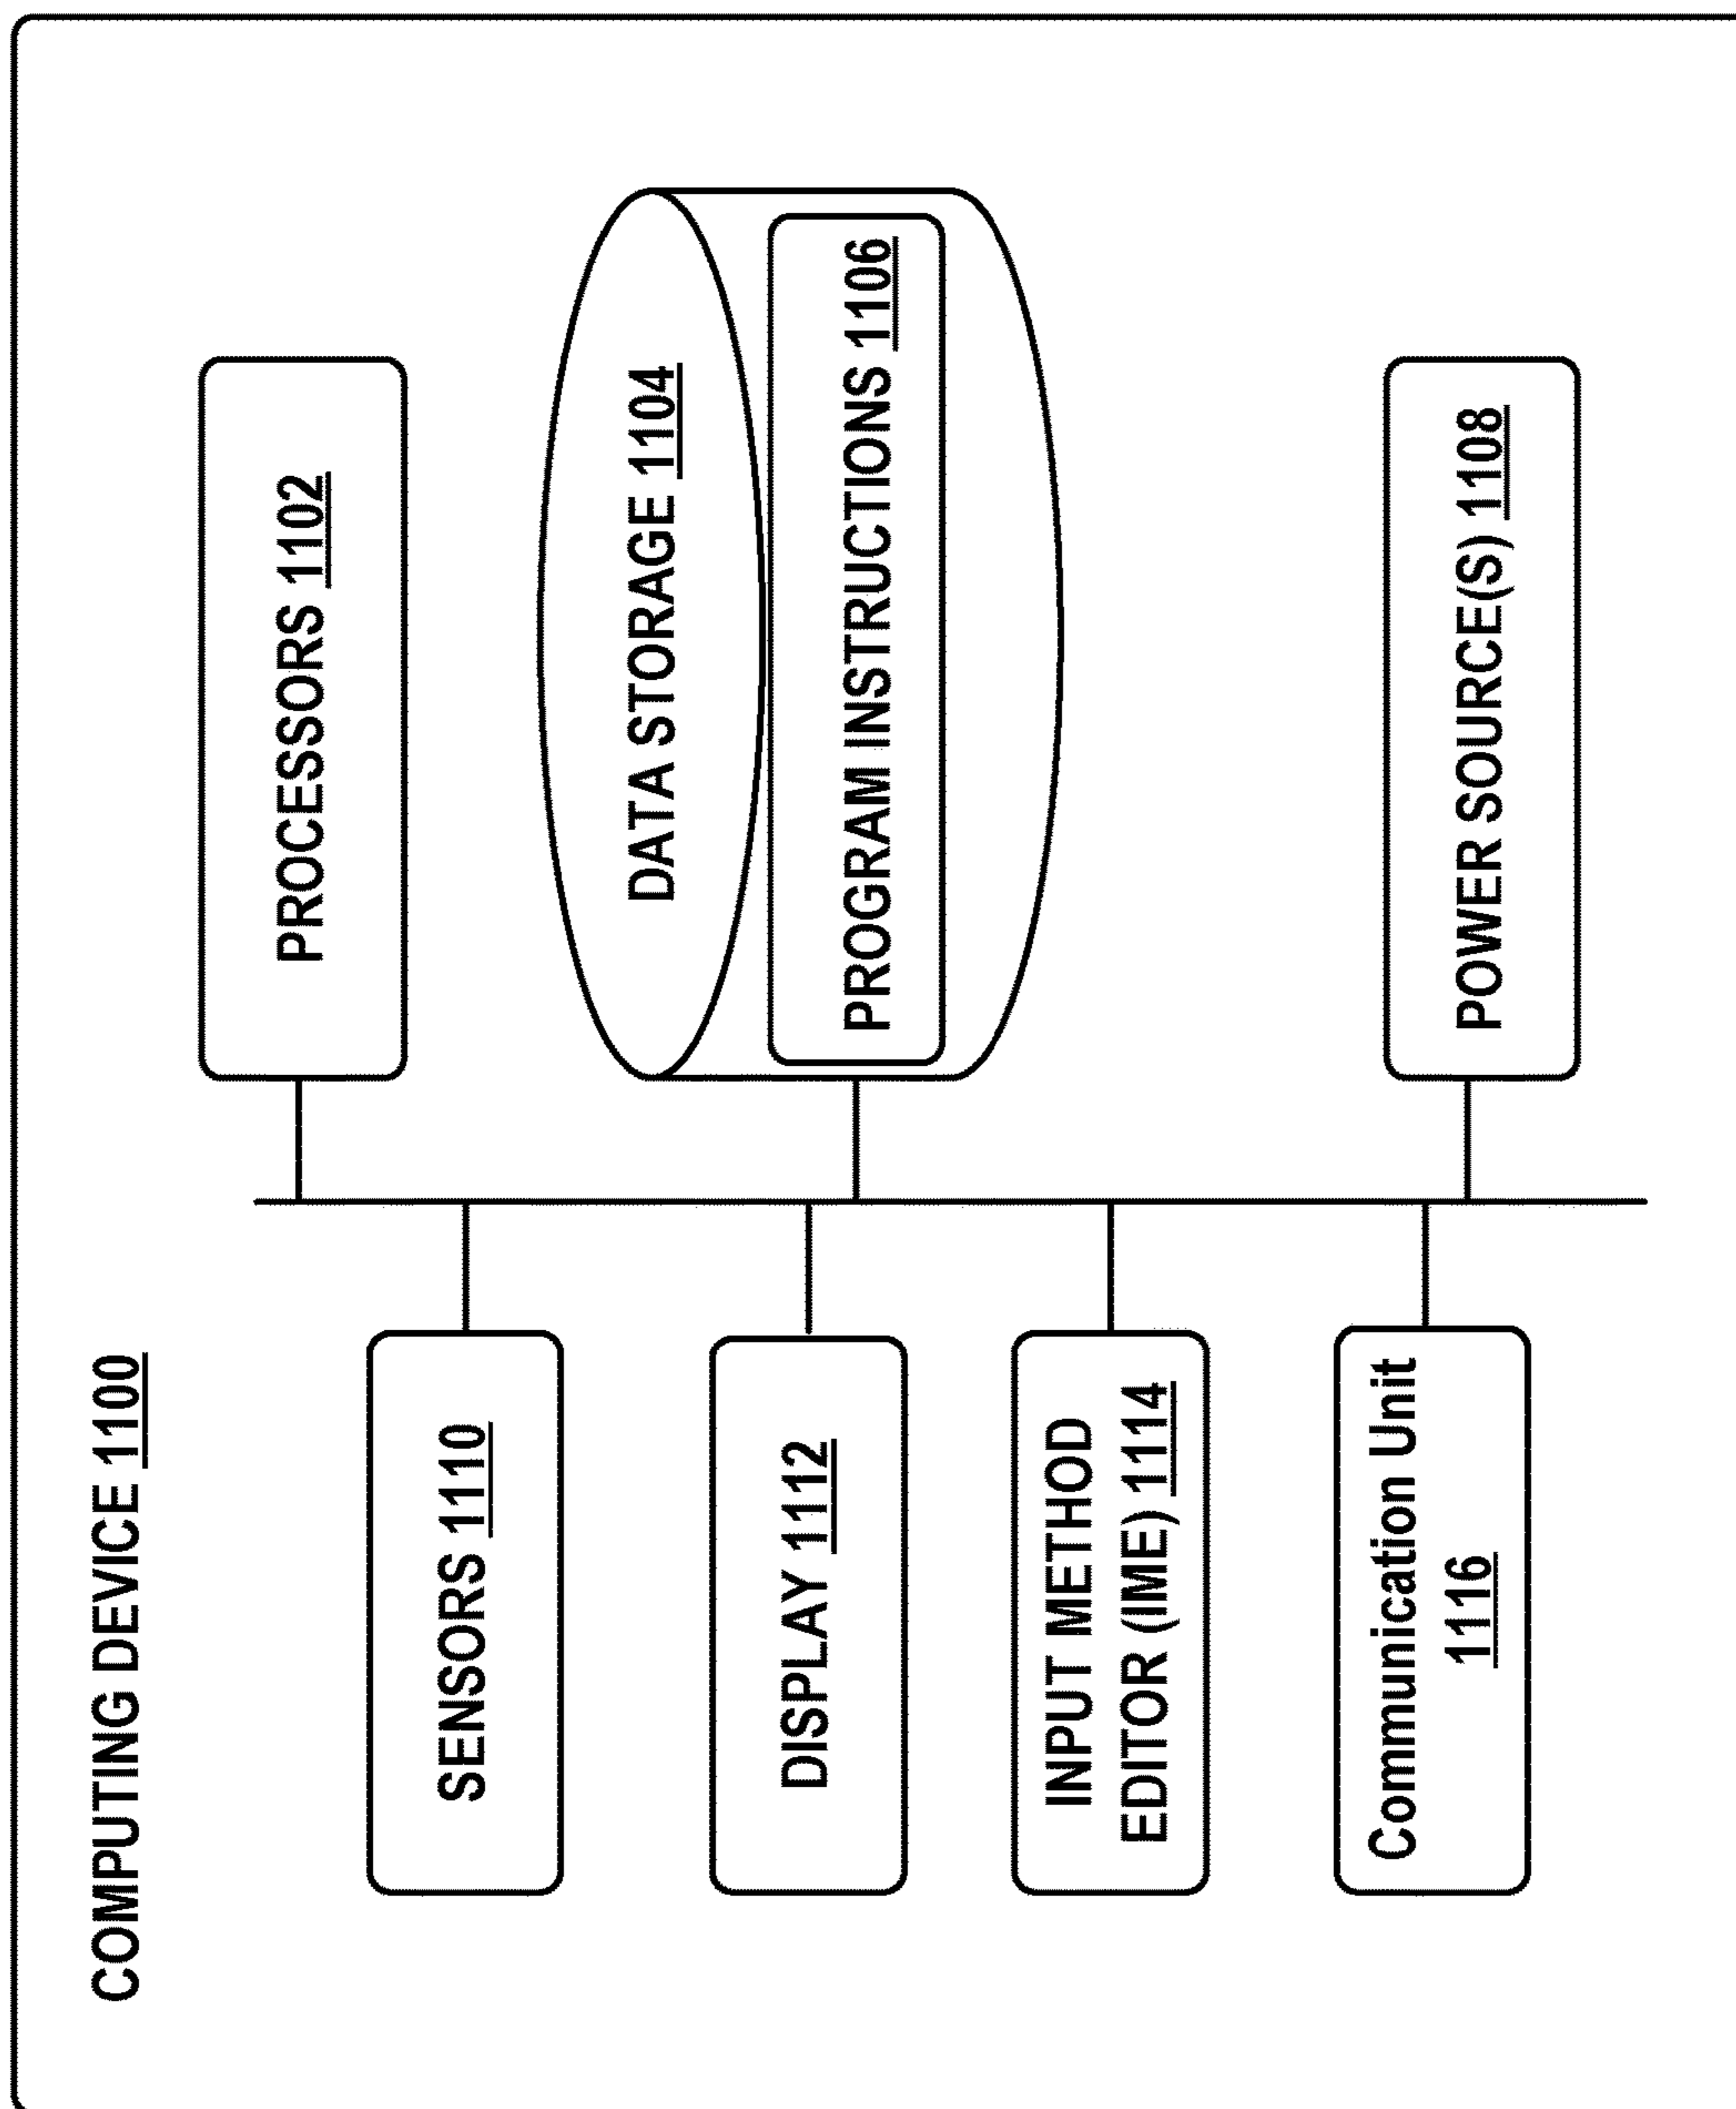 COMPUTING DEVICE 1100
PROCESSORS 1102
SENSORS 1110
DATA STORAGE 1104
DISPLAY 1112
PROGRAM INSTRUCTIONS 1106
INPUT METHOD
EDITOR (IME) 1114
Communication Unit
1116
POWER SOURCE(S) 1108